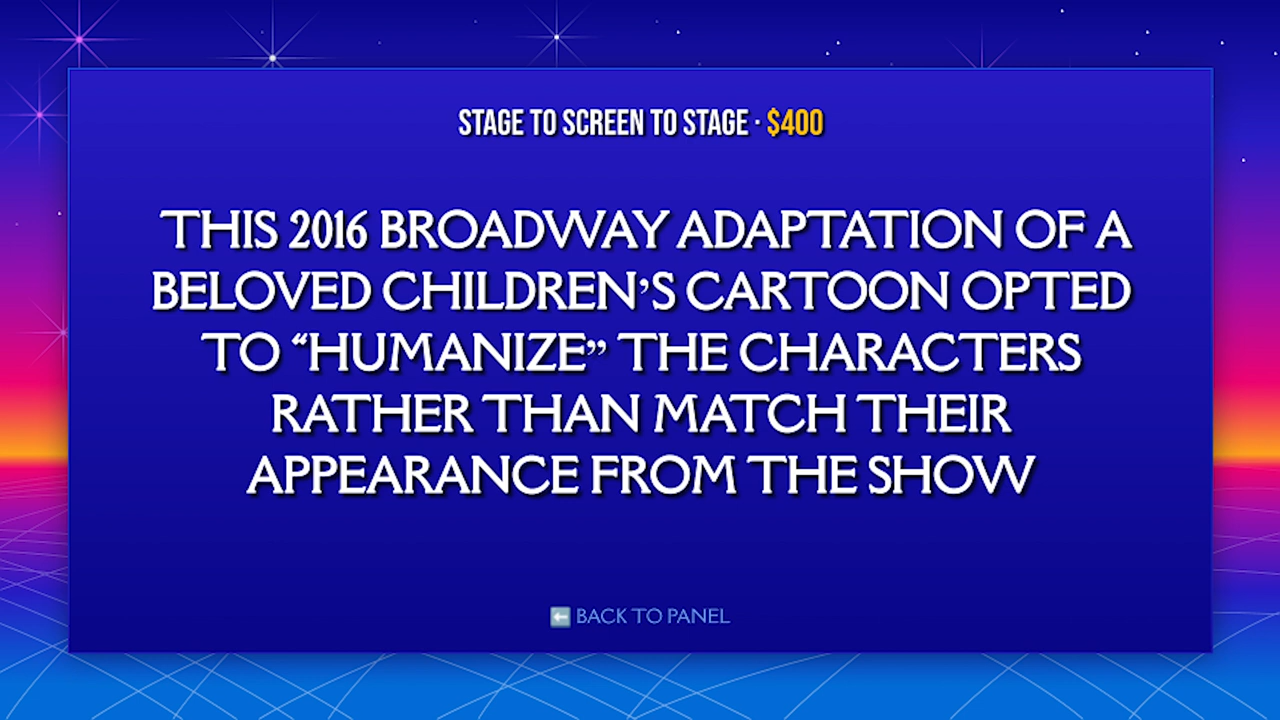 STAGE TO SCREEN TO STAGE · $400
THIS 2016 BROADWAY ADAPTATION OF A
BELOVED CHILDREN’S CARTOON OPTED
TO “HUMANIZE” THE CHARACTERS
RATHER THAN MATCH THEIR
APPEARANCE FROM THE SHOW
⬅ BACK TO PANEL